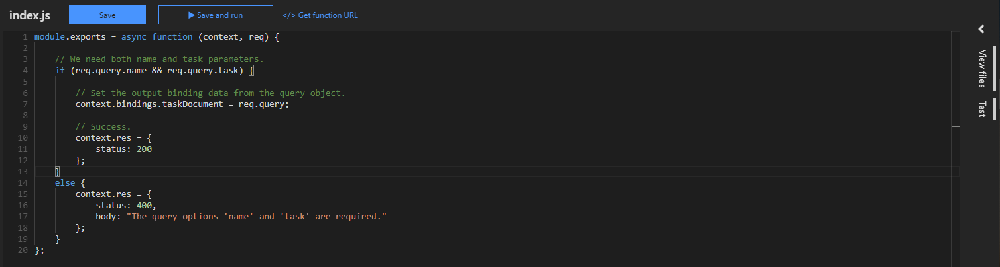 index.js Save Save and run </> Get function URL
1 module.exports = async function (context, req) {
2
3 // We need both name and task parameters.
4 if (req.query.name && req.query.task) {
5
6 // Set the output binding data from the query object.
7 context.bindings.taskDocument = req.query;
8
9 // Success.
10 context.res = {
11 status: 200
12 };
13 }
14 else {
15 context.res = {
16 status: 400,
17 body: "The query options 'name' and 'task' are required."
18 };
19 }
20 };
View files
Test